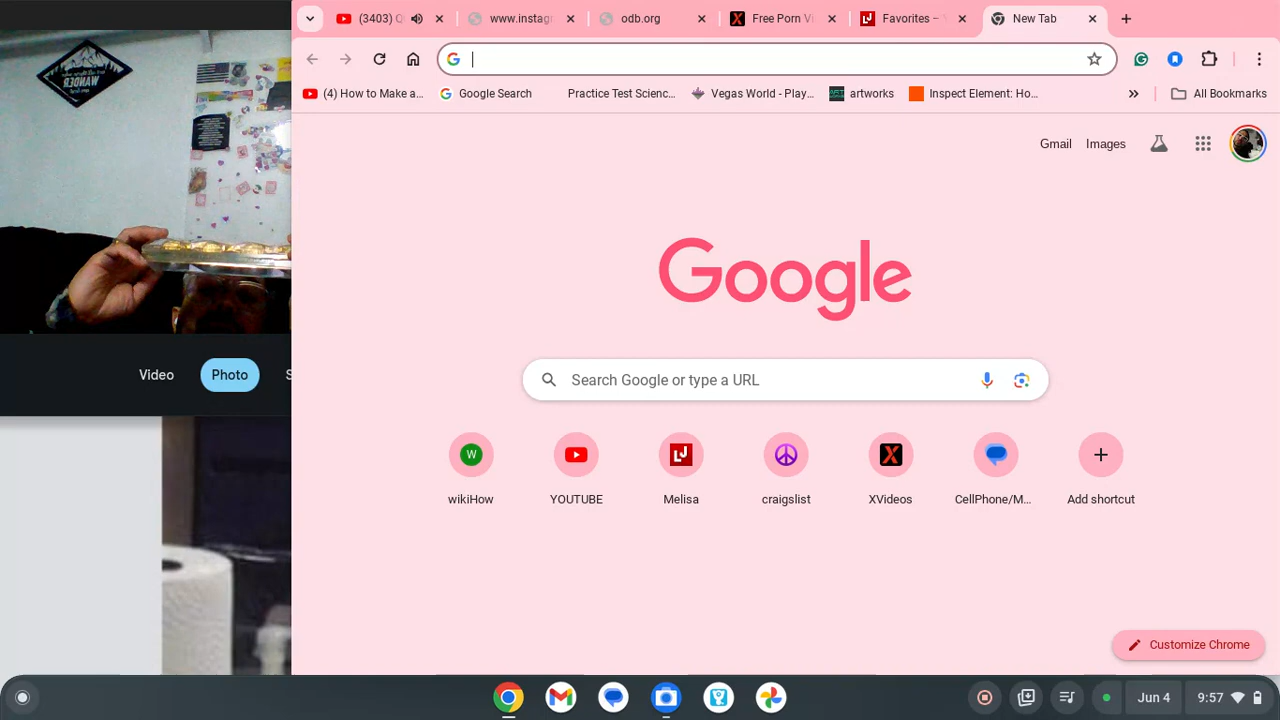 (3403) Q
www.instagr
odb.org
Free Porn Vi
Favorites –
New Tab
(4) How to Make a...
Google Search
Practice Test Scienc...
Vegas World - Play...
artworks
Inspect Element: Ho...
All Bookmarks
WANDER
Gmail
Images
Google
Search Google or type a URL
Video
Photo
S
W
wikiHow
YOUTUBE
Melisa
craigslist
XVideos
CellPhone/M...
Add shortcut
Customize Chrome
Jun 4
9:57